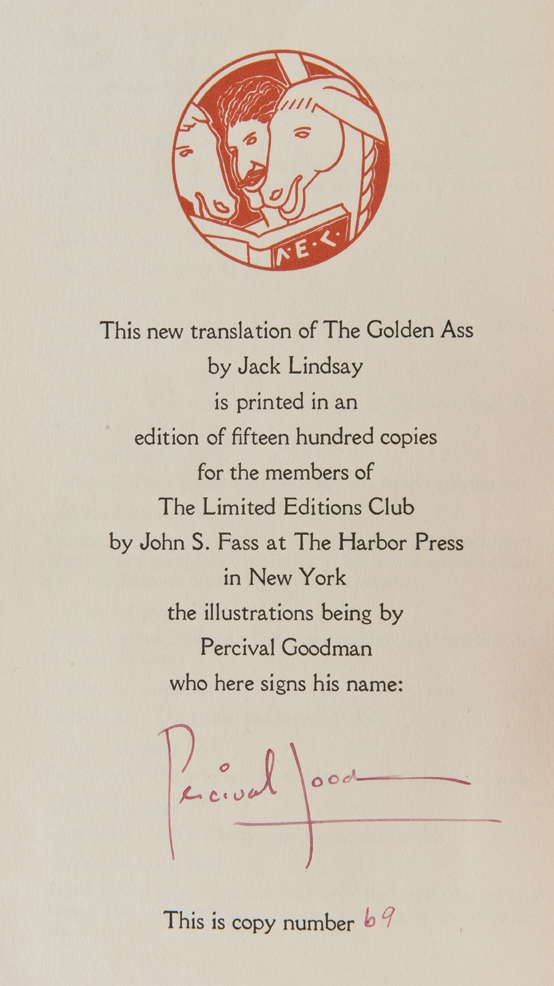 Λ·E·C·
This new translation of The Golden Ass
by Jack Lindsay
is printed in an
edition of fifteen hundred copies
for the members of
The Limited Editions Club
by John S. Fass at The Harbor Press
in New York
the illustrations being by
Percival Goodman
who here signs his name:
Percival Good
This is copy number 69